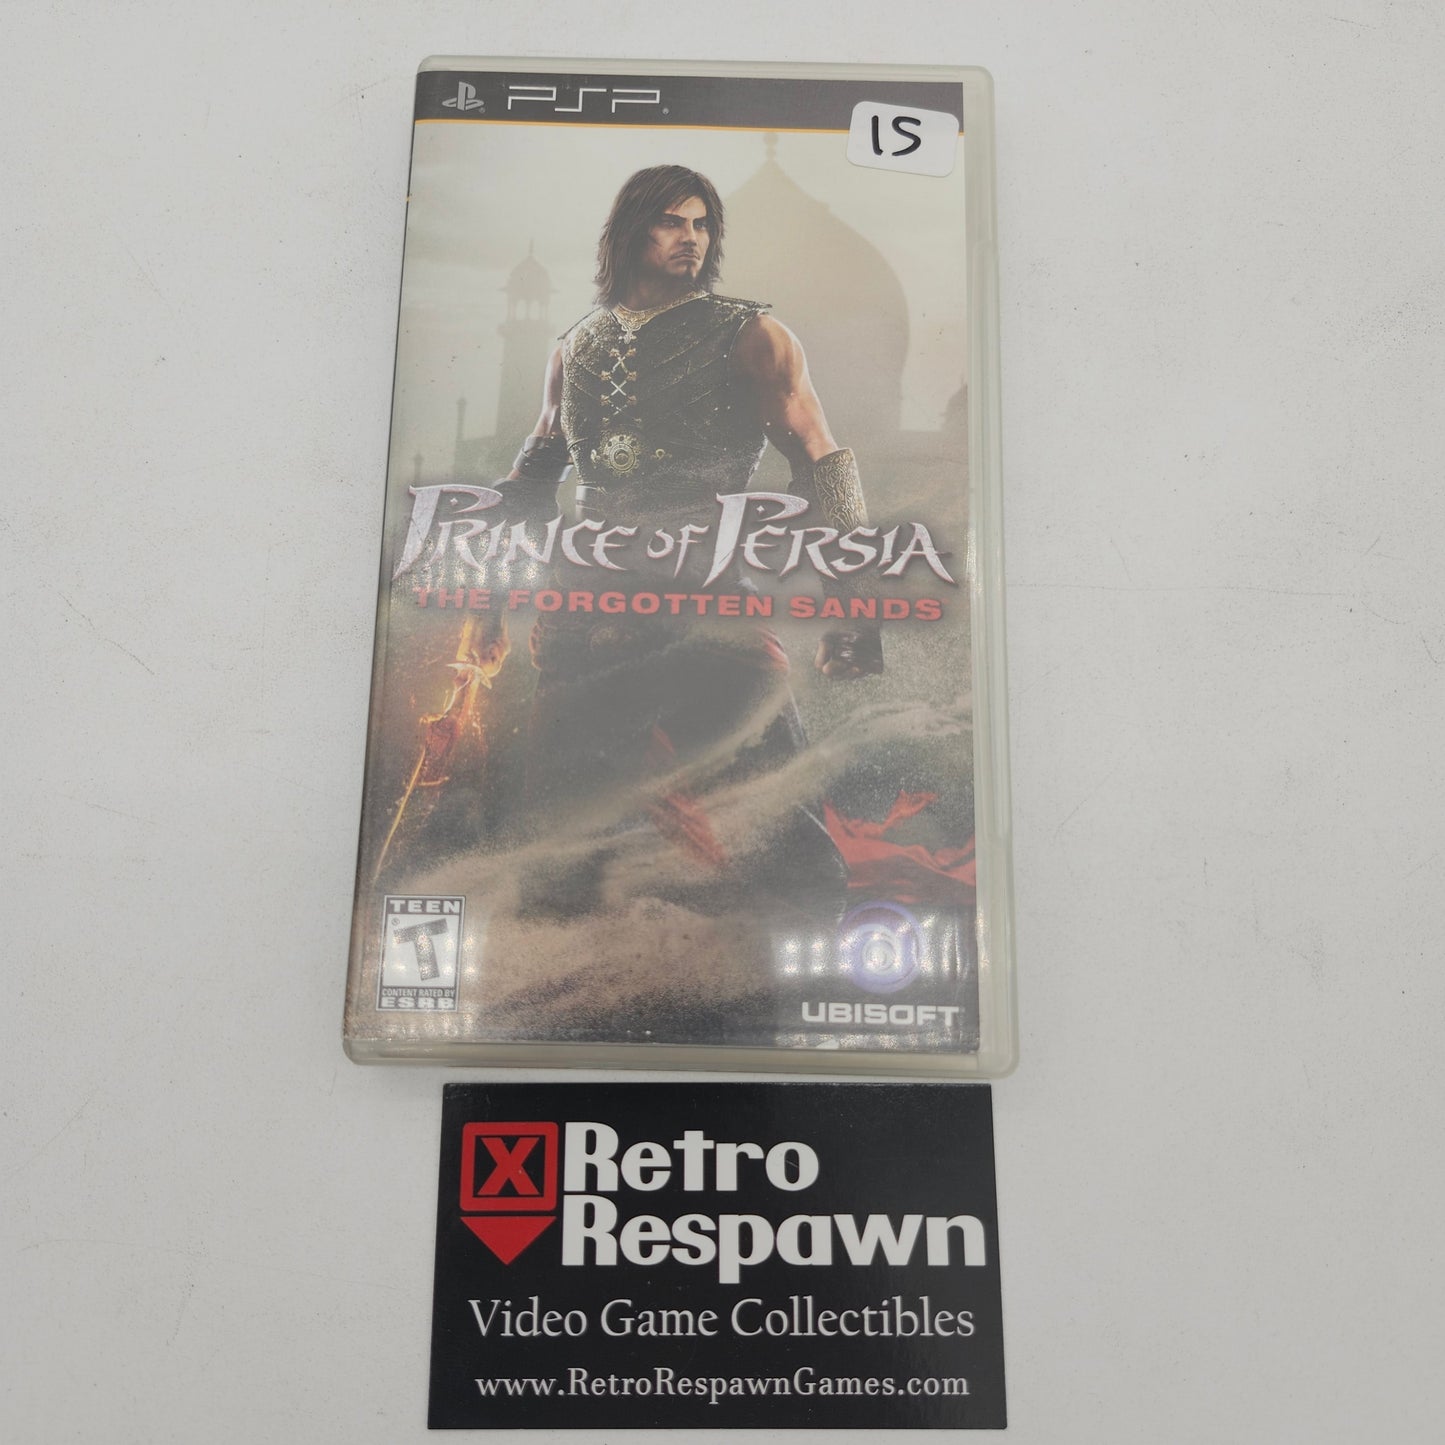 PSP
15
PRINCE OF PERSIA
THE FORGOTTEN SANDS
TEEN
T
CONTENT RATED BY
ESRB
UBISOFT
X Retro
Respawn
Video Game Collectibles
www.RetroRespawnGames.com